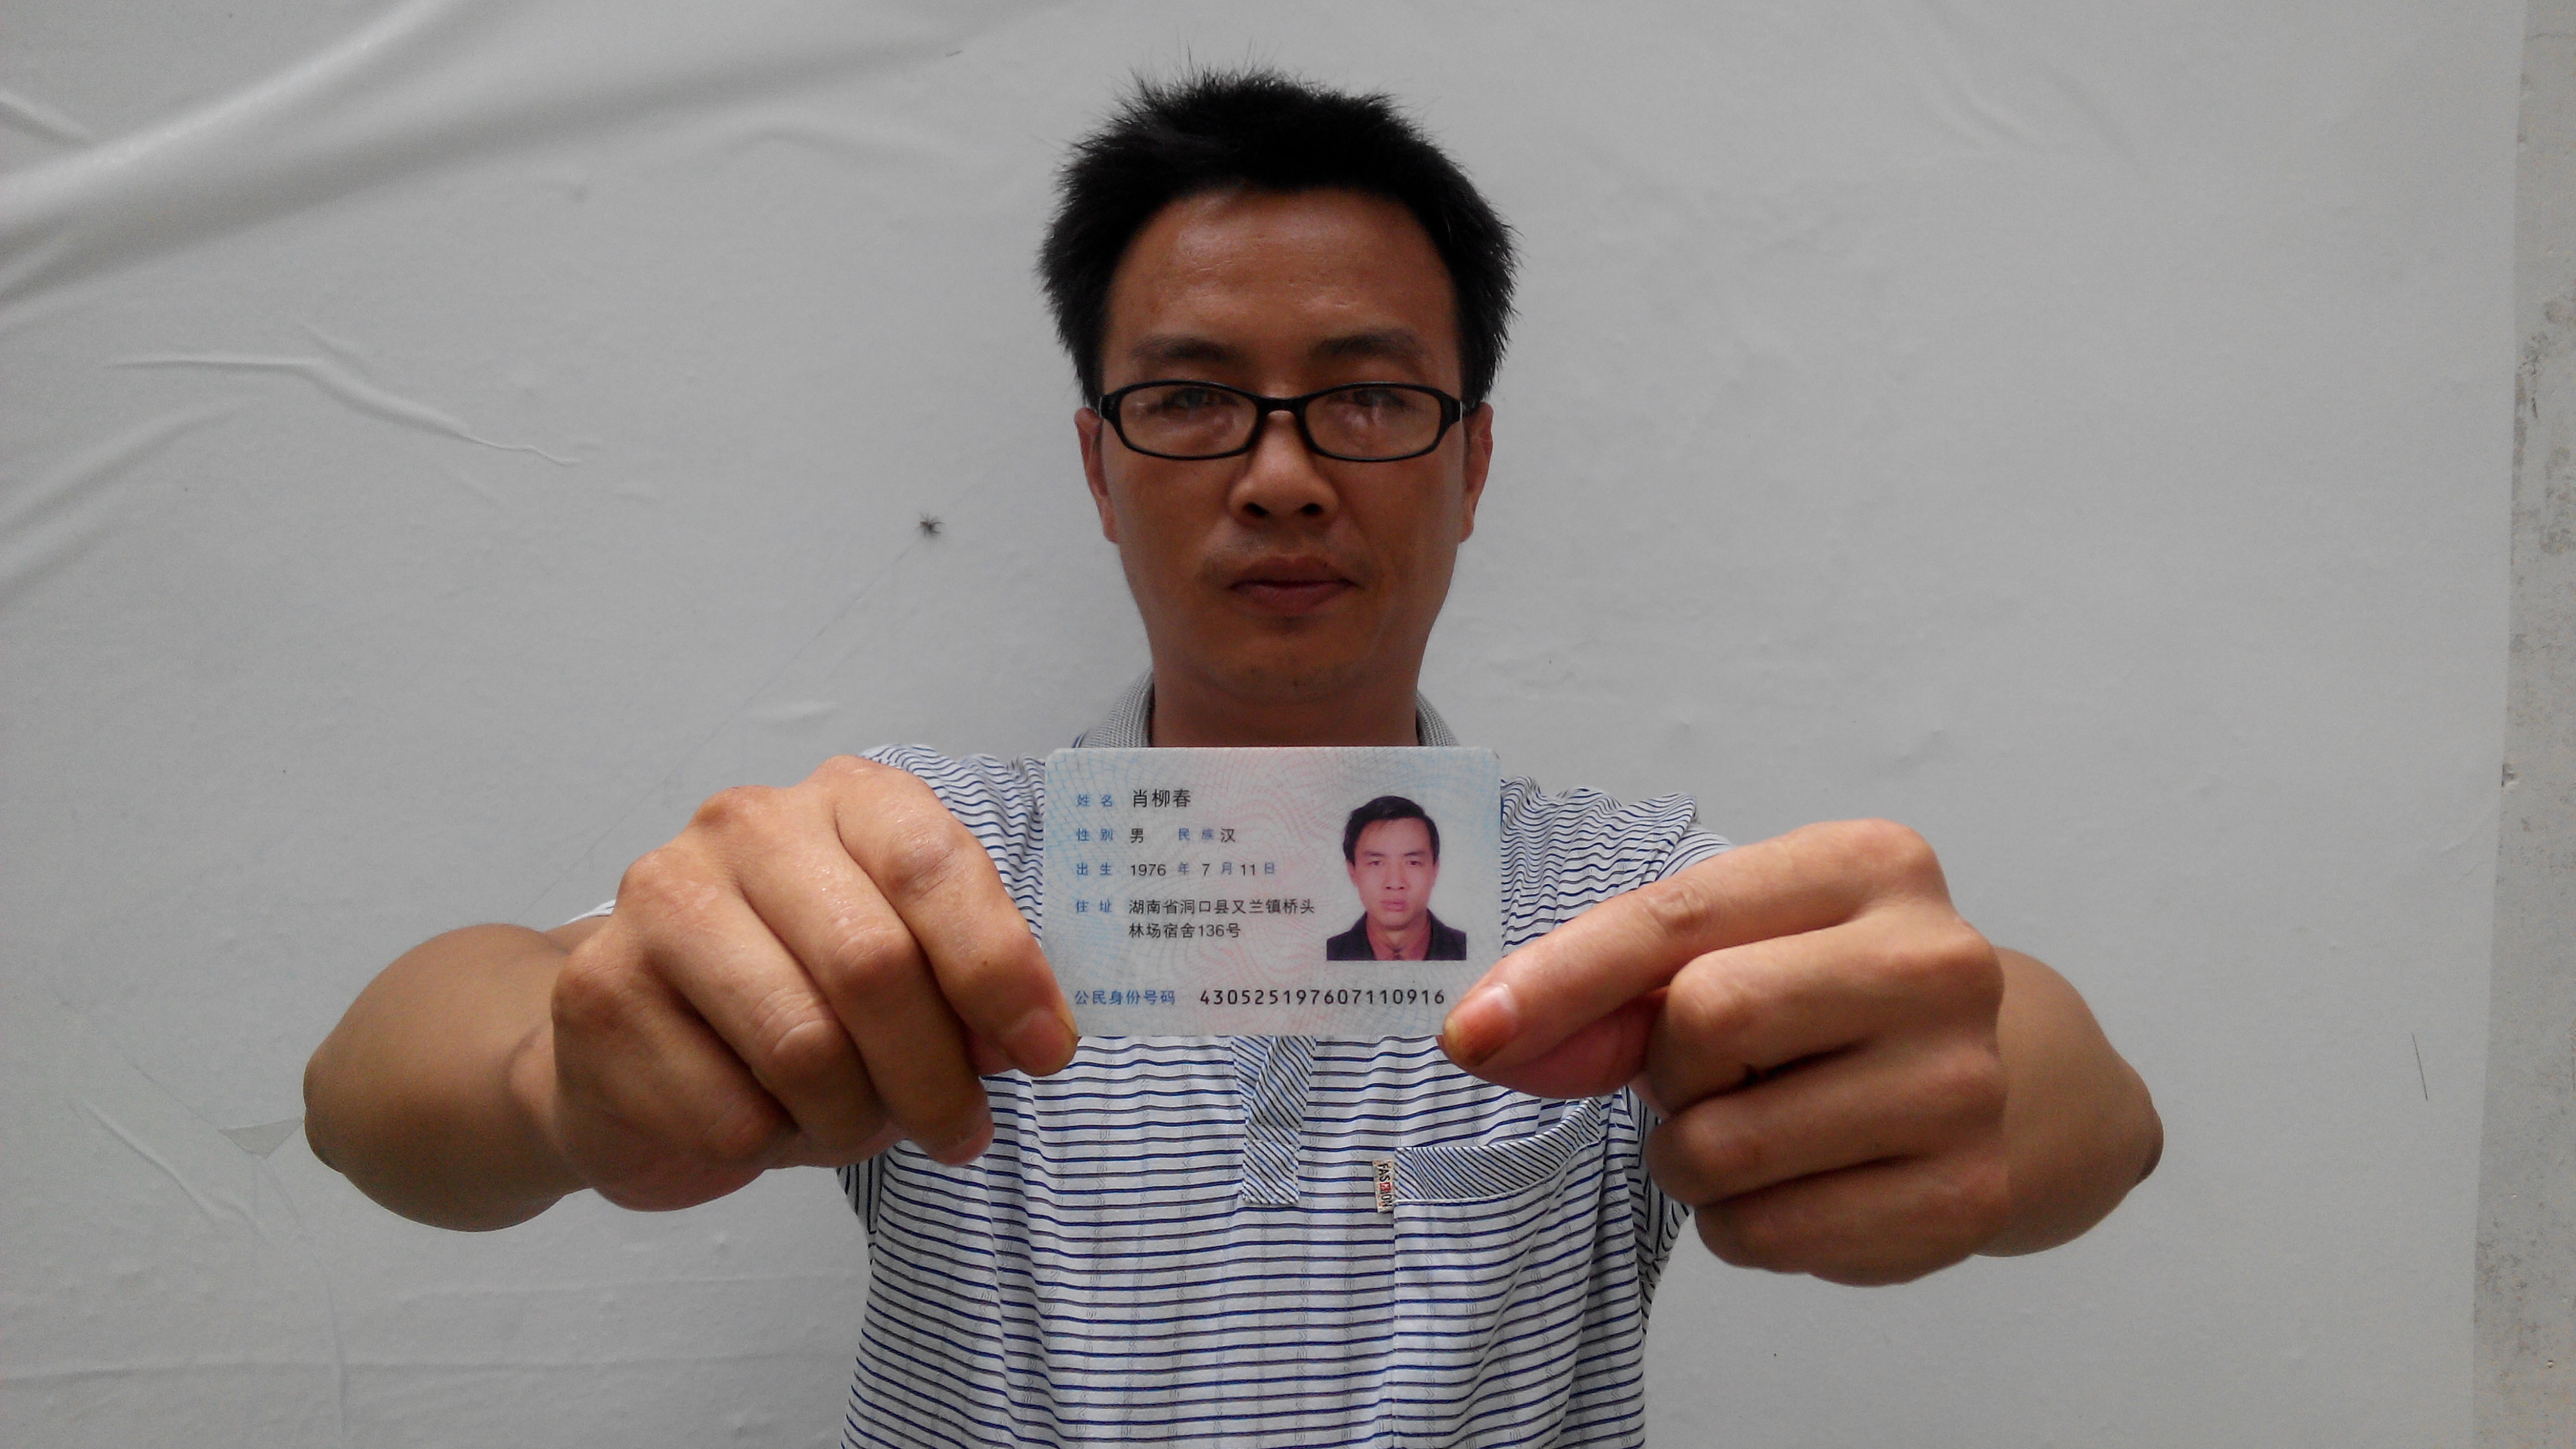 姓名 肖柳春
性别 男 民族 汉
出生 1976 年 7 月 11 日
住址 湖南省洞口县又兰镇桥头
林场宿舍136号
公民身份号码 430525197607110916
FASHION